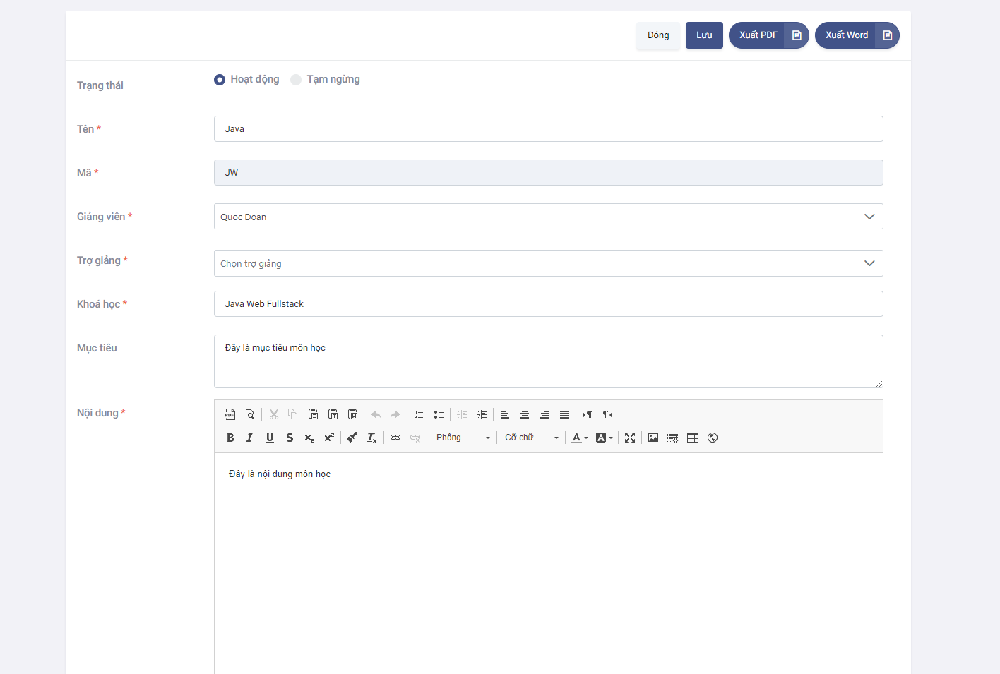 Đóng Lưu Xuất PDF Xuất Word
Trạng thái Hoạt động Tạm ngừng
Tên * Java
Mã * JW
Giảng viên * Quoc Doan
Trợ giảng * Chọn trợ giảng
Khoá học * Java Web Fullstack
Mục tiêu Đây là mục tiêu môn học
Nội dung *
Phông Cỡ chữ
Đây là nội dung môn học